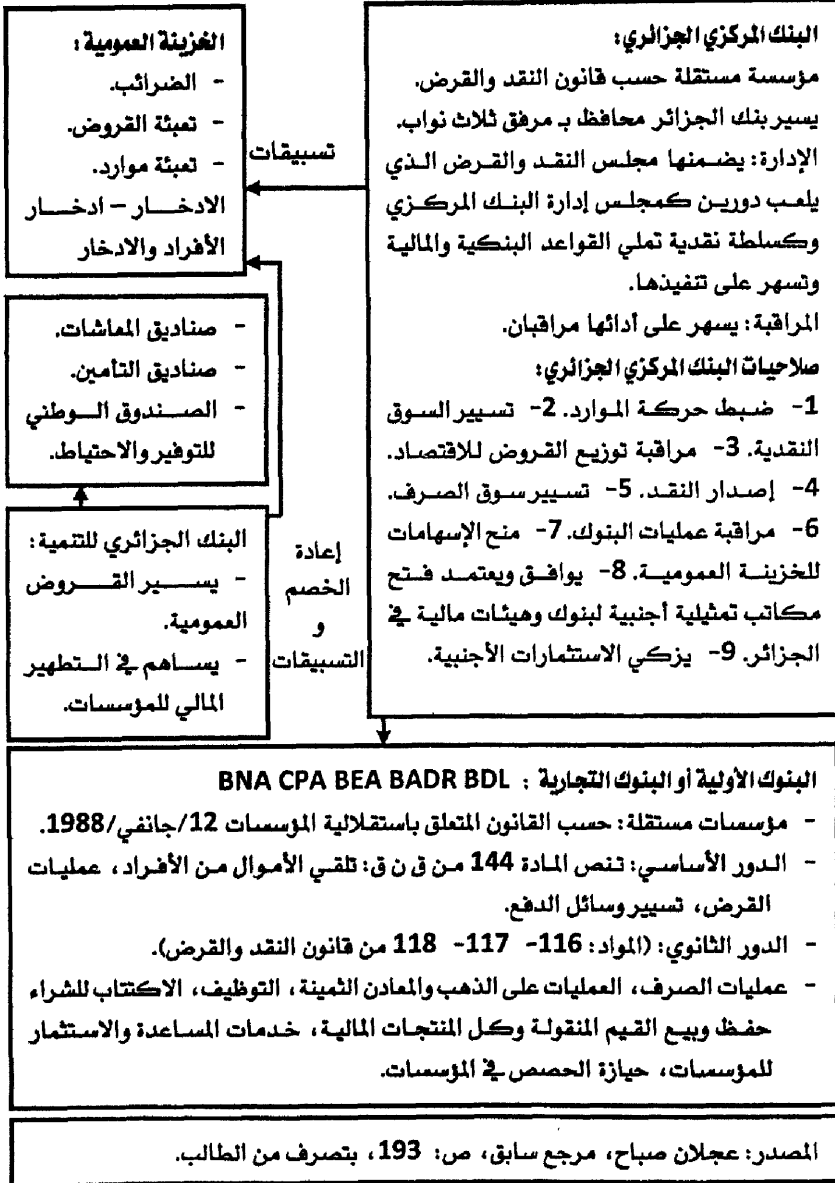 البنك المركزي الجزائري:
مؤسسة مستقلة حسب قانون النقد والقرض.
يسير بنك الجزائر محافظ بـ مرفق ثلاث نواب.
الإدارة: يضمنها مجلس النقد والقرض الذي
يلعب دورين كمجلس إدارة البنك المركزي
وكسلطة نقدية تملي القواعد البنكية والمالية
وتسهر على تنفيذها.
المراقبة: يسهر على أدائها مراقبان.
صلاحيات البنك المركزي الجزائري:
1- ضبط حركة الموارد. 2- تسيير السوق
النقدية. 3- مراقبة توزيع القروض للاقتصاد.
4- إصدار النقد. 5- تسيير سوق الصرف.
6- مراقبة عمليات البنوك. 7- منح الإسهامات
للخزينة العمومية. 8- يوافق ويعتمد فتح
مكاتب تمثيلية أجنبية لبنوك وهيئات مالية في
الجزائر. 9- يزكي الاستثمارات الأجنبية.
تسبيقات
الخزينة العمومية:
- الضرائب.
- تعبئة القروض.
- تعبئة موارد.
الادخار – ادخار
الأفراد والادخار
- صناديق المعاشات.
- صناديق التأمين.
- الصندوق الوطني
للتوفير والاحتياط.
إعادة
الخصم
و
التسبيقات
البنك الجزائري للتنمية:
- يسير القروض
العمومية.
- يساهم في التطهير
المالي للمؤسسات.
البنوك الأولية أو البنوك التجارية : BNA CPA BEA BADR BDL
- مؤسسات مستقلة: حسب القانون المتعلق باستقلالية المؤسسات 12/جانفي/1988.
- الدور الأساسي: تنص المادة 144 من ق ن ق: تلقي الأموال من الأفراد، عمليات
القرض، تسيير وسائل الدفع.
- الدور الثانوي: (المواد: 116- 117- 118 من قانون النقد والقرض).
- عمليات الصرف، العمليات على الذهب والمعادن الثمينة، التوظيف، الاكتتاب للشراء
حفظ وبيع القيم المنقولة وكل المنتجات المالية، خدمات المساعدة والاستثمار
للمؤسسات، حيازة الحصص في المؤسسات.
المصدر: عجلان صباح، مرجع سابق، ص: 193، بتصرف من الطالب.